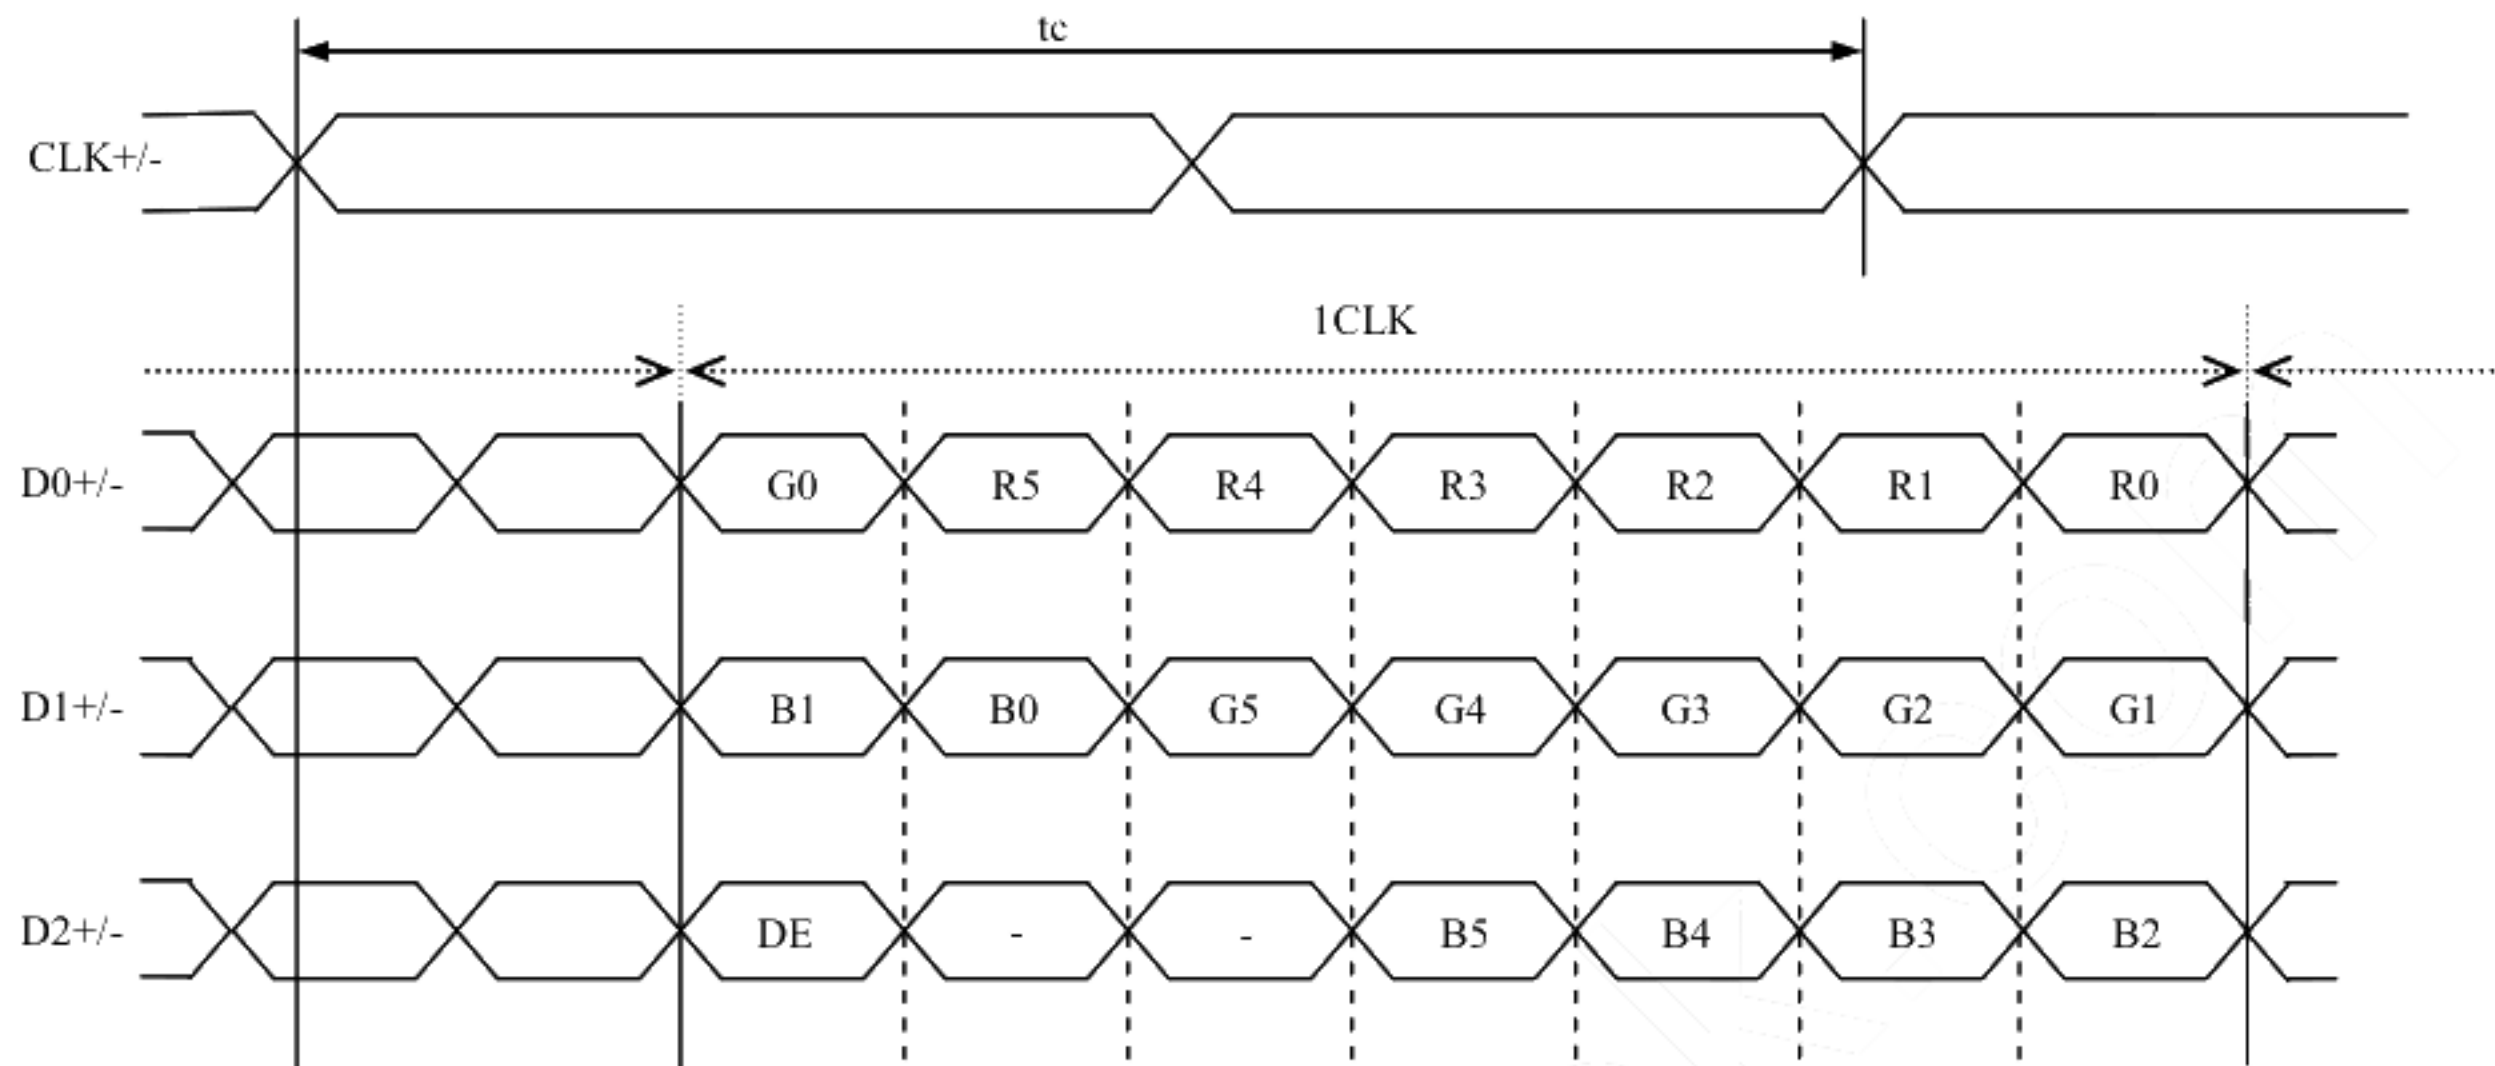 tc
CLK+/-
1CLK
D0+/- G0 R5 R4 R3 R2 R1 R0
D1+/- B1 B0 G5 G4 G3 G2 G1
D2+/- DE - - B5 B4 B3 B2